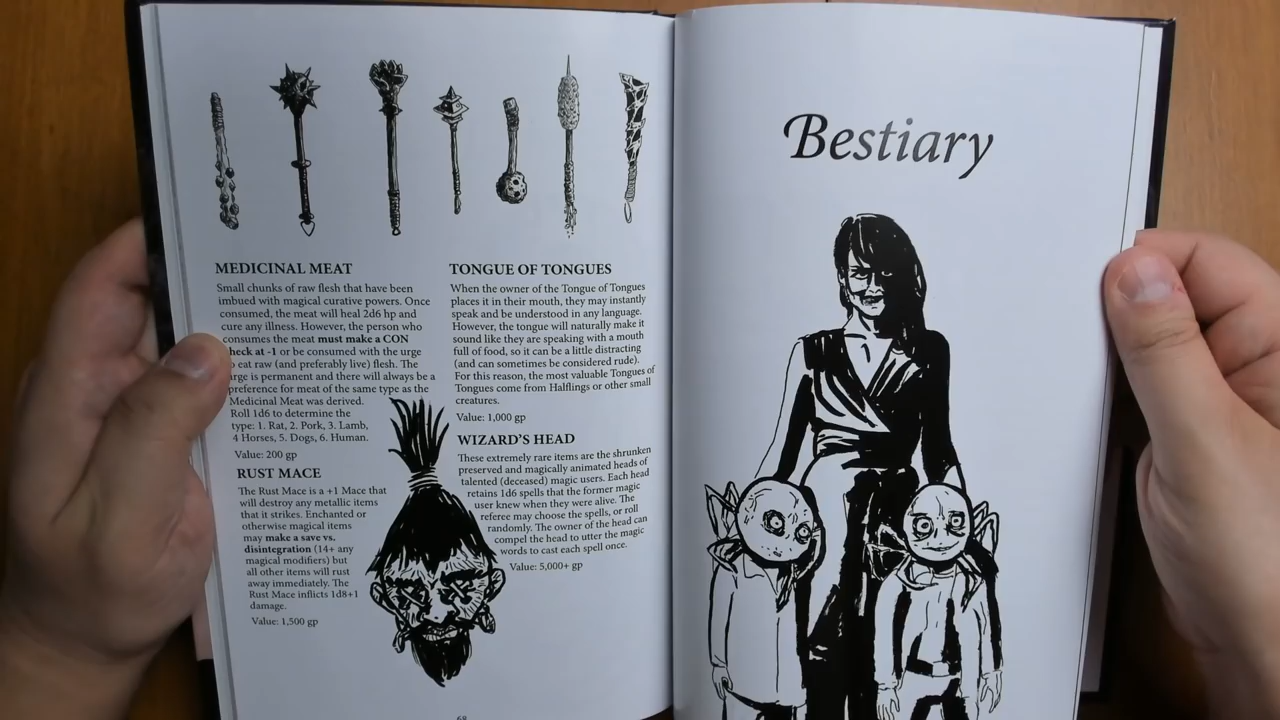 MEDICINAL MEAT
Small chunks of raw flesh that have been
imbued with magical curative powers. Once
consumed, the meat will heal 2d6 hp and
cure any illness. However, the person who
consumes the meat must make a CON
check at -1 or be consumed with the urge
to eat raw (and preferably live) flesh. The
urge is permanent and there will always be a
preference for meat of the same type as the
Medicinal Meat was derived.
Roll 1d6 to determine the
type: 1. Rat, 2. Pork, 3. Lamb,
4 Horses, 5. Dogs, 6. Human.
Value: 200 gp
RUST MACE
The Rust Mace is a +1 Mace that
will destroy any metallic items
that it strikes. Enchanted or
otherwise magical items
may make a save vs.
disintegration (14+ any
magical modifiers) but
all other items will rust
away immediately. The
Rust Mace inflicts 1d8+1
damage.
Value: 1,500 gp
TONGUE OF TONGUES
When the owner of the Tongue of Tongues
places it in their mouth, they may instantly
speak and be understood in any language.
However, the tongue will naturally make it
sound like they are speaking with a mouth
full of food, so it can be a little distracting
(and can sometimes be considered rude).
For this reason, the most valuable Tongues of
Tongues come from Halflings or other small
creatures.
Value: 1,000 gp
WIZARD'S HEAD
These extremely rare items are the shrunken
preserved and magically animated heads of
talented (deceased) magic users. Each head
retains 1d6 spells that the former magic
user knew when they were alive. The
referee may choose the spells, or roll
randomly. The owner of the head can
compel the head to utter the magic
words to cast each spell once.
Value: 5,000+ gp
68
Bestiary